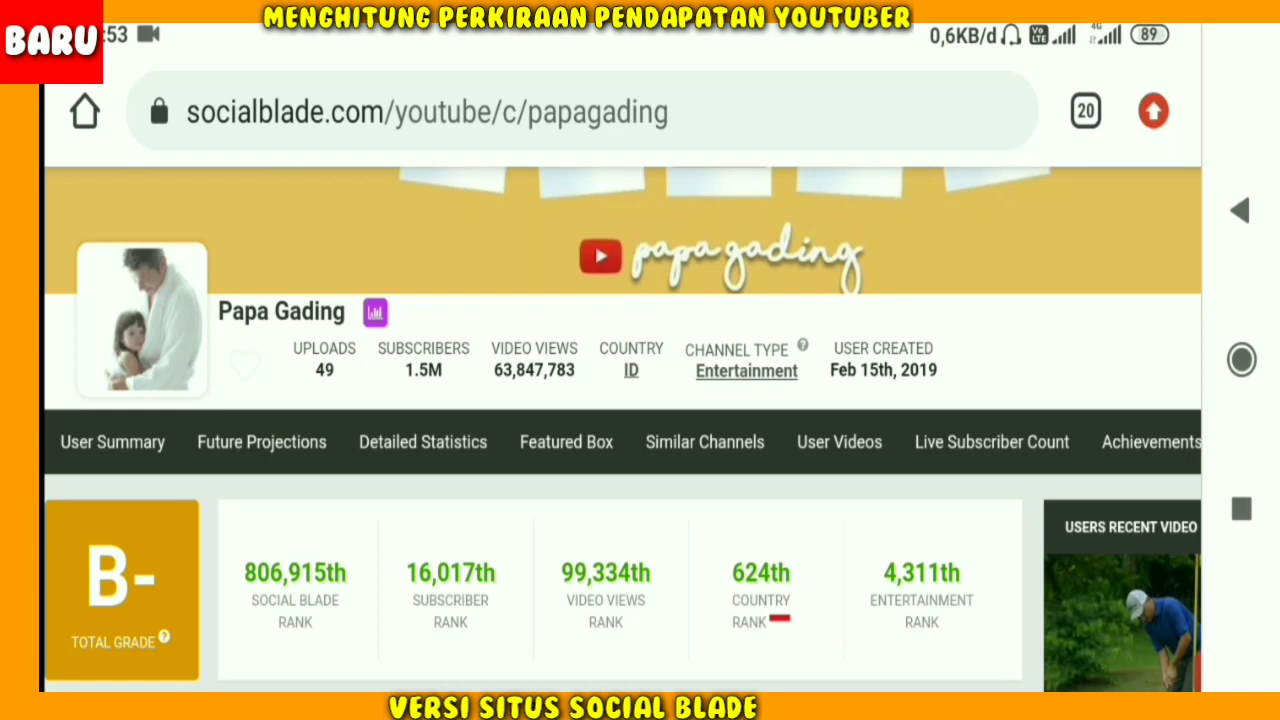 MENGHITUNG PERKIRAAN PENDAPATAN YOUTUBER
BARU
:53
0,6KB/d
Vo LTE
4G
89
socialblade.com/youtube/c/papagading
20
papa gading
Papa Gading
UPLOADS SUBSCRIBERS VIDEO VIEWS COUNTRY CHANNEL TYPE ? USER CREATED
49 1.5M 63,847,783 ID Entertainment Feb 15th, 2019
User Summary Future Projections Detailed Statistics Featured Box Similar Channels User Videos Live Subscriber Count Achievements
USERS RECENT VIDEO
B-
TOTAL GRADE ?
806,915th 16,017th 99,334th 624th 4,311th
SOCIAL BLADE SUBSCRIBER VIDEO VIEWS COUNTRY ENTERTAINMENT
RANK RANK RANK RANK RANK
VERSI SITUS SOCIAL BLADE